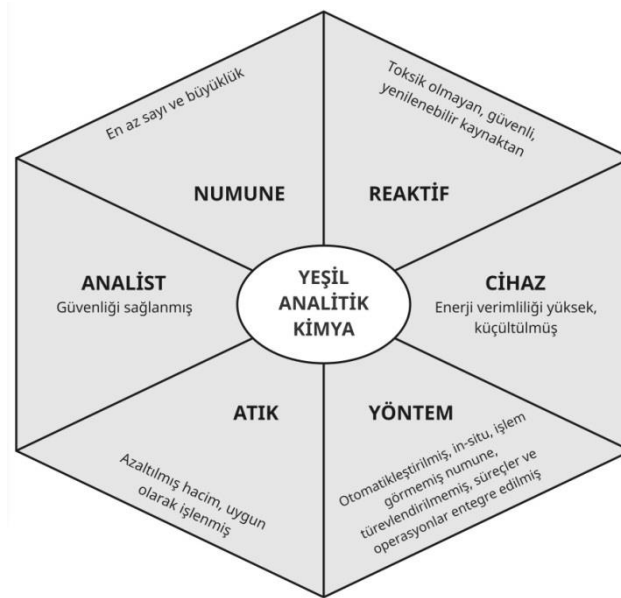 En az sayı ve büyüklük
NUMUNE
Toksik olmayan, güvenli,
yenilenebilir kaynaktan
REAKTİF
ANALİST
Güvenliği sağlanmış
YEŞİL
ANALİTİK
KİMYA
CİHAZ
Enerji verimliliği yüksek,
küçültülmüş
ATIK
Azaltılmış hacim, uygun
olarak işlenmiş
YÖNTEM
Otomatikleştirilmiş, in-situ, işlem
görmemiş numune,
türevlendirilmemiş, süreçler ve
operasyonlar entegre edilmiş